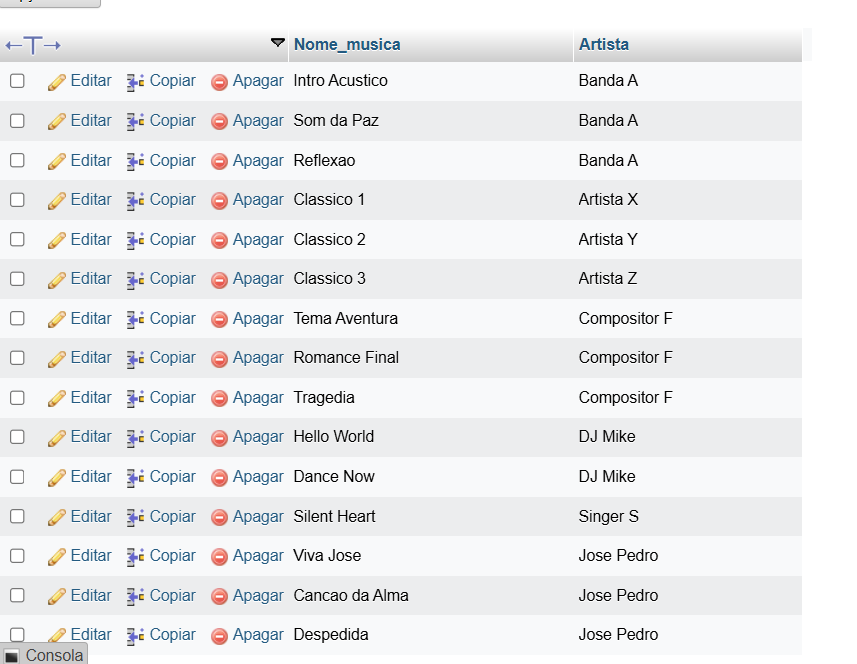 Nome_musica Artista
Editar Copiar Apagar Intro Acustico Banda A
Editar Copiar Apagar Som da Paz Banda A
Editar Copiar Apagar Reflexao Banda A
Editar Copiar Apagar Classico 1 Artista X
Editar Copiar Apagar Classico 2 Artista Y
Editar Copiar Apagar Classico 3 Artista Z
Editar Copiar Apagar Tema Aventura Compositor F
Editar Copiar Apagar Romance Final Compositor F
Editar Copiar Apagar Tragedia Compositor F
Editar Copiar Apagar Hello World DJ Mike
Editar Copiar Apagar Dance Now DJ Mike
Editar Copiar Apagar Silent Heart Singer S
Editar Copiar Apagar Viva Jose Jose Pedro
Editar Copiar Apagar Cancao da Alma Jose Pedro
Editar Copiar Apagar Despedida Jose Pedro
Consola